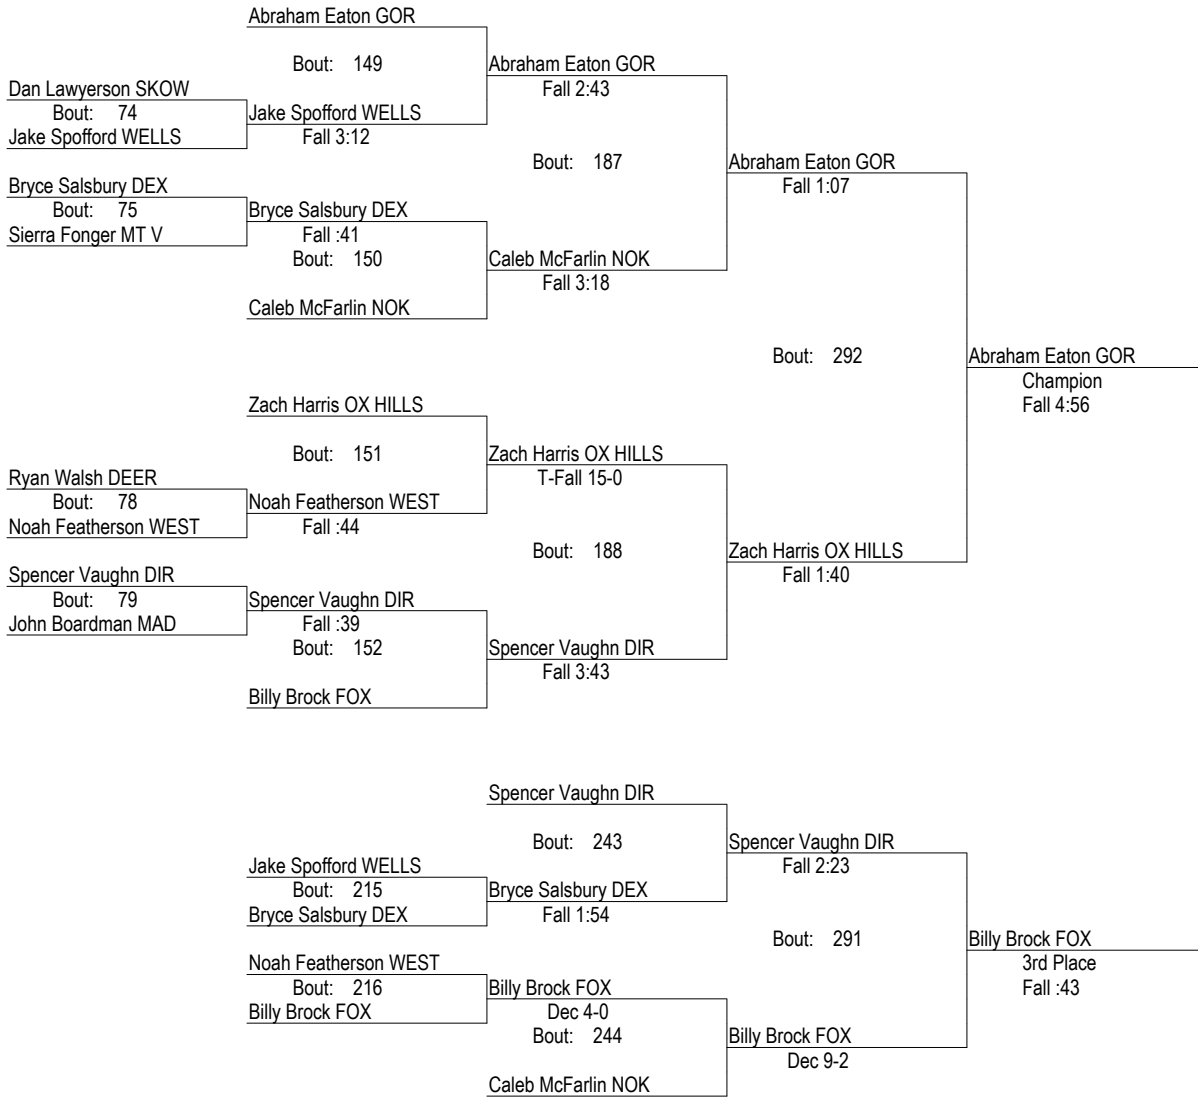 Abraham Eaton GOR
Bout: 149
Abraham Eaton GOR
Fall 2:43
Dan Lawyerson SKOW
Bout: 74
Jake Spofford WELLS
Jake Spofford WELLS
Fall 3:12
Bout: 187
Abraham Eaton GOR
Fall 1:07
Bryce Salsbury DEX
Bout: 75
Sierra Fonger MT V
Bryce Salsbury DEX
Fall :41
Bout: 150
Caleb McFarlin NOK
Fall 3:18
Caleb McFarlin NOK
Bout: 292
Abraham Eaton GOR
Champion
Fall 4:56
Zach Harris OX HILLS
Bout: 151
Zach Harris OX HILLS
T-Fall 15-0
Ryan Walsh DEER
Bout: 78
Noah Featherson WEST
Noah Featherson WEST
Fall :44
Bout: 188
Zach Harris OX HILLS
Fall 1:40
Spencer Vaughn DIR
Bout: 79
John Boardman MAD
Spencer Vaughn DIR
Fall :39
Bout: 152
Spencer Vaughn DIR
Fall 3:43
Billy Brock FOX
Spencer Vaughn DIR
Bout: 243
Spencer Vaughn DIR
Fall 2:23
Jake Spofford WELLS
Bout: 215
Bryce Salsbury DEX
Bryce Salsbury DEX
Fall 1:54
Bout: 291
Billy Brock FOX
3rd Place
Fall :43
Noah Featherson WEST
Bout: 216
Billy Brock FOX
Billy Brock FOX
Dec 4-0
Bout: 244
Billy Brock FOX
Dec 9-2
Caleb McFarlin NOK